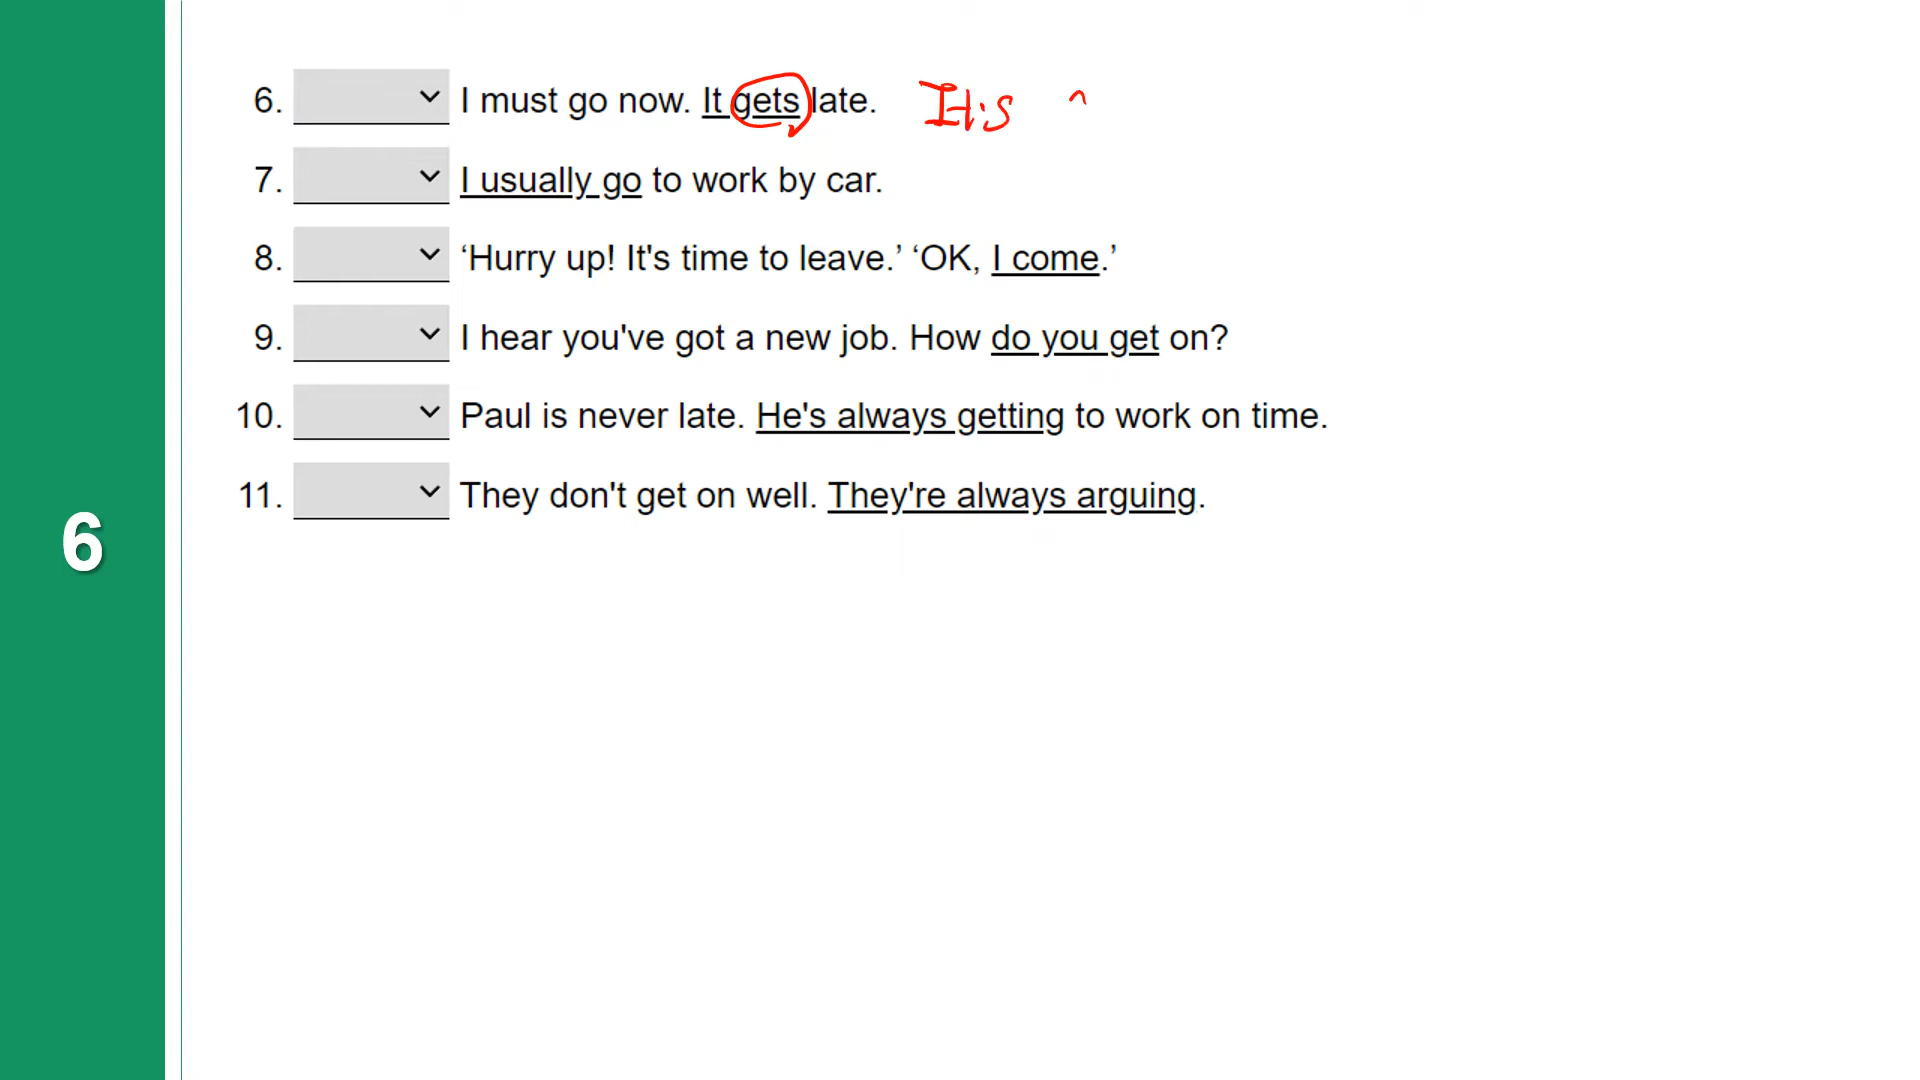 6. I must go now. It gets late. It is
7. I usually go to work by car.
8. ‘Hurry up! It's time to leave.’ ‘OK, I come.’
9. I hear you've got a new job. How do you get on?
10. Paul is never late. He's always getting to work on time.
11. They don't get on well. They're always arguing.
6